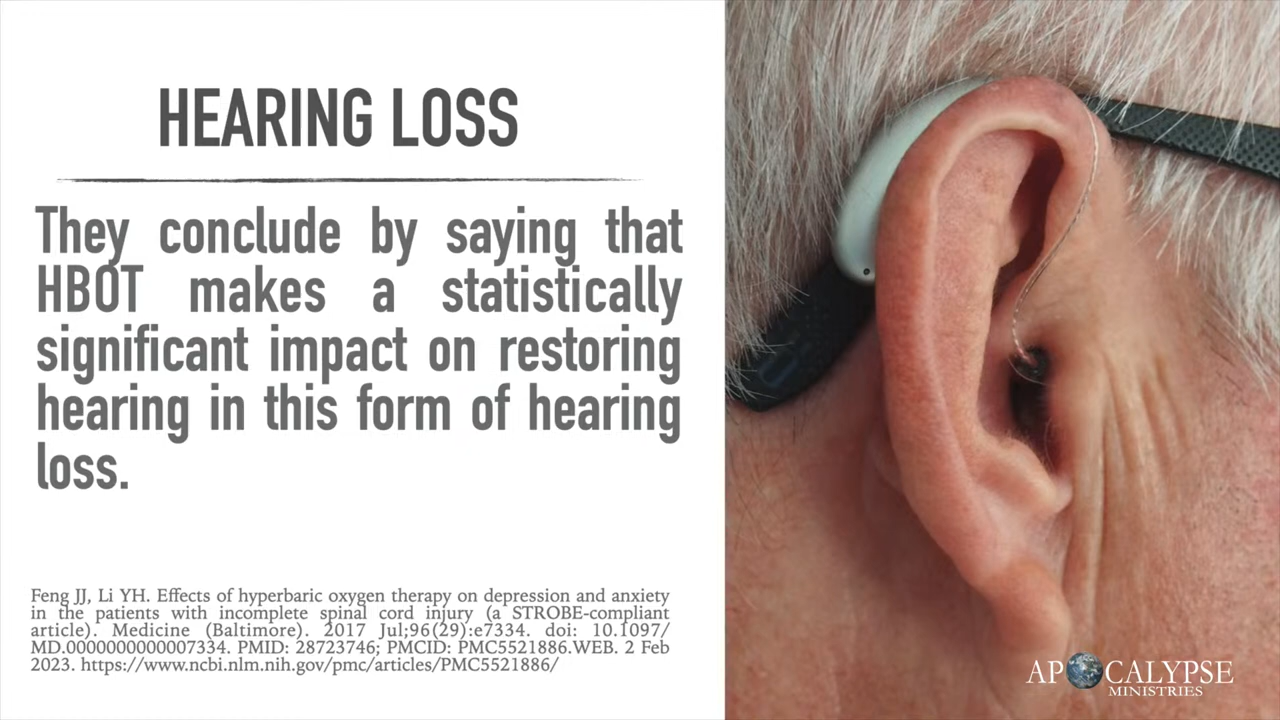 HEARING LOSS
They conclude by saying that
HBOT makes a statistically
significant impact on restoring
hearing in this form of hearing
loss.
Feng JJ, Li YH. Effects of hyperbaric oxygen therapy on depression and anxiety
in the patients with incomplete spinal cord injury (a STROBE-compliant
article). Medicine (Baltimore). 2017 Jul;96(29):e7334. doi: 10.1097/
MD.0000000000007334. PMID: 28723746; PMCID: PMC5521886.WEB. 2 Feb
2023. https://www.ncbi.nlm.nih.gov/pmc/articles/PMC5521886/
APOCALYPSE
MINISTRIES